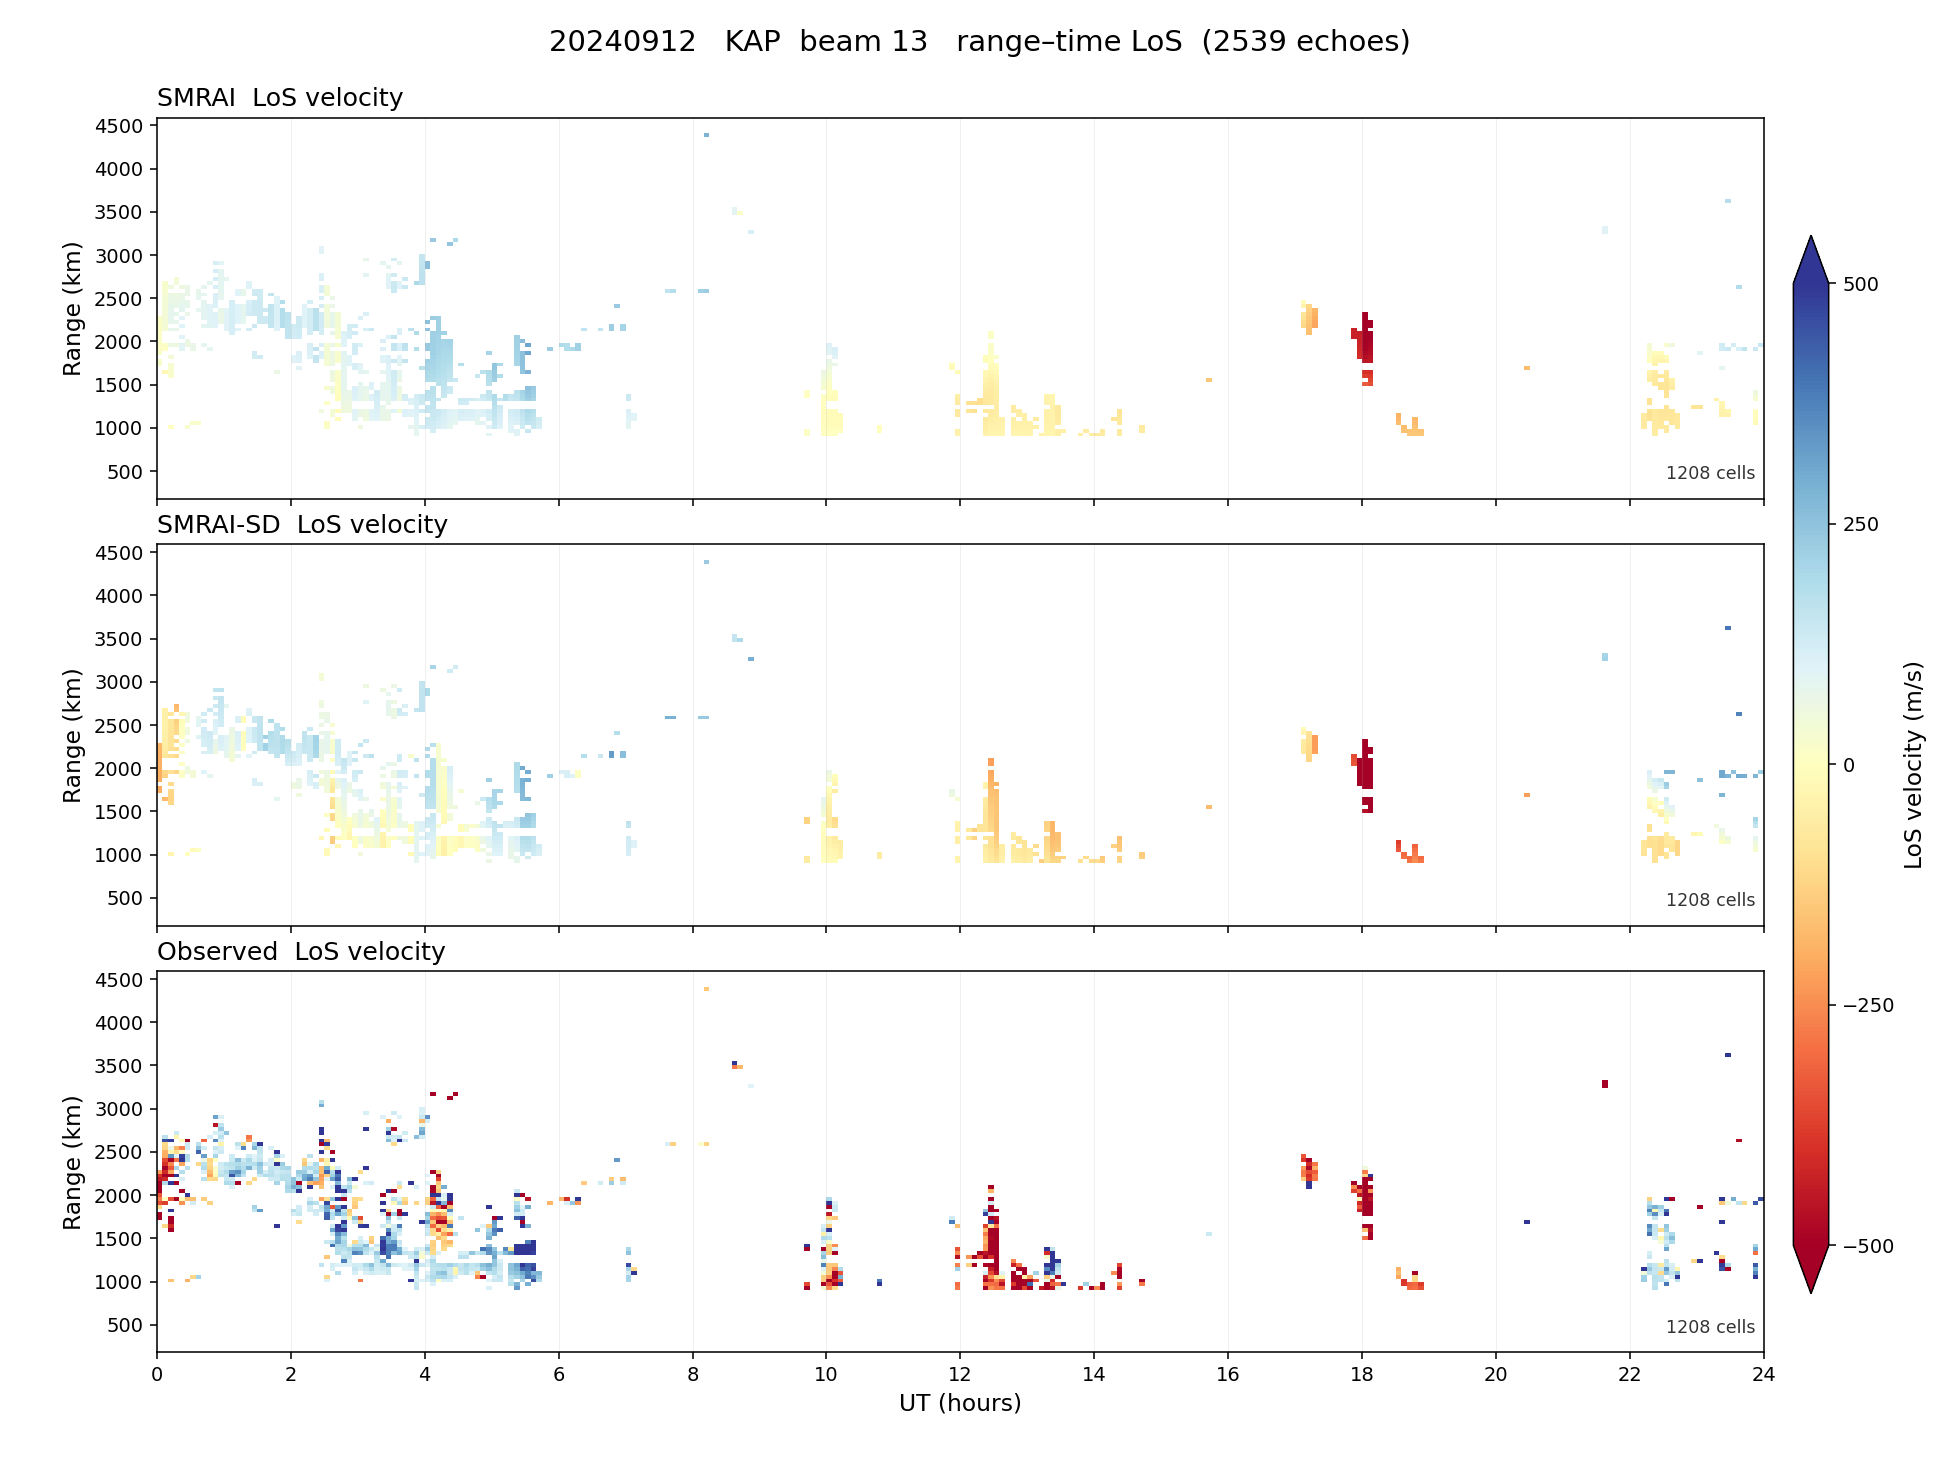 20240912   KAP  beam 13   range–time LoS  (2539 echoes)
SMRAI  LoS velocity
4500
4000
3500
3000
2500
2000
1500
1000
500
Range (km)
1208 cells
SMRAI-SD  LoS velocity
4500
4000
3500
3000
2500
2000
1500
1000
500
Range (km)
1208 cells
Observed  LoS velocity
4500
4000
3500
3000
2500
2000
1500
1000
500
Range (km)
1208 cells
0 2 4 6 8 10 12 14 16 18 20 22 24
UT (hours)
500
250
0
−250
−500
LoS velocity (m/s)